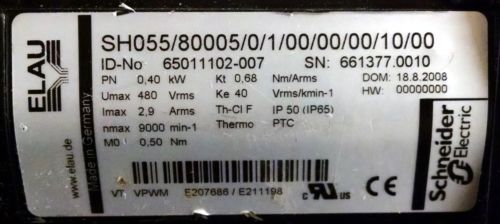 ELAU
www.elau.de
Made in Germany
SH055/80005/0/1/00/00/00/10/00
ID-No 65011102-007 SN: 661377.0010
PN 0,40 kW Kt 0,68 Nm/Arms DOM: 18.8.2008
Umax 480 Vrms Ke 40 Vrms/kmin-1 HW: 00000000
Imax 2,9 Arms Th-Cl F IP 50 (IP65)
nmax 9000 min-1 Thermo PTC
M0 0,50 Nm
VT: VPWM E207686 / E211198
c UR US CE
Schneider
Electric